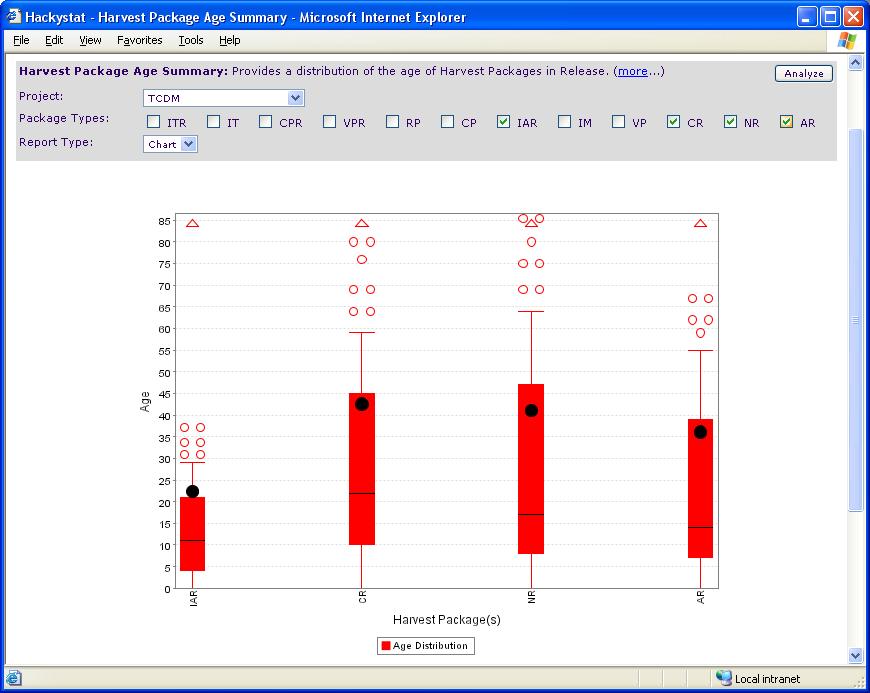 Hackystat - Harvest Package Age Summary - Microsoft Internet Explorer
File Edit View Favorites Tools Help
Harvest Package Age Summary: Provides a distribution of the age of Harvest Packages in Release. (more...)
Analyze
Project: TCDM
Package Types: ITR IT CPR VPR RP CP IAR IM VP CR NR AR
Report Type: Chart
85
80
75
70
65
60
55
50
45
40
35
30
25
20
15
10
5
0
Age
IAR CR NR AR
Harvest Package(s)
Age Distribution
Local intranet